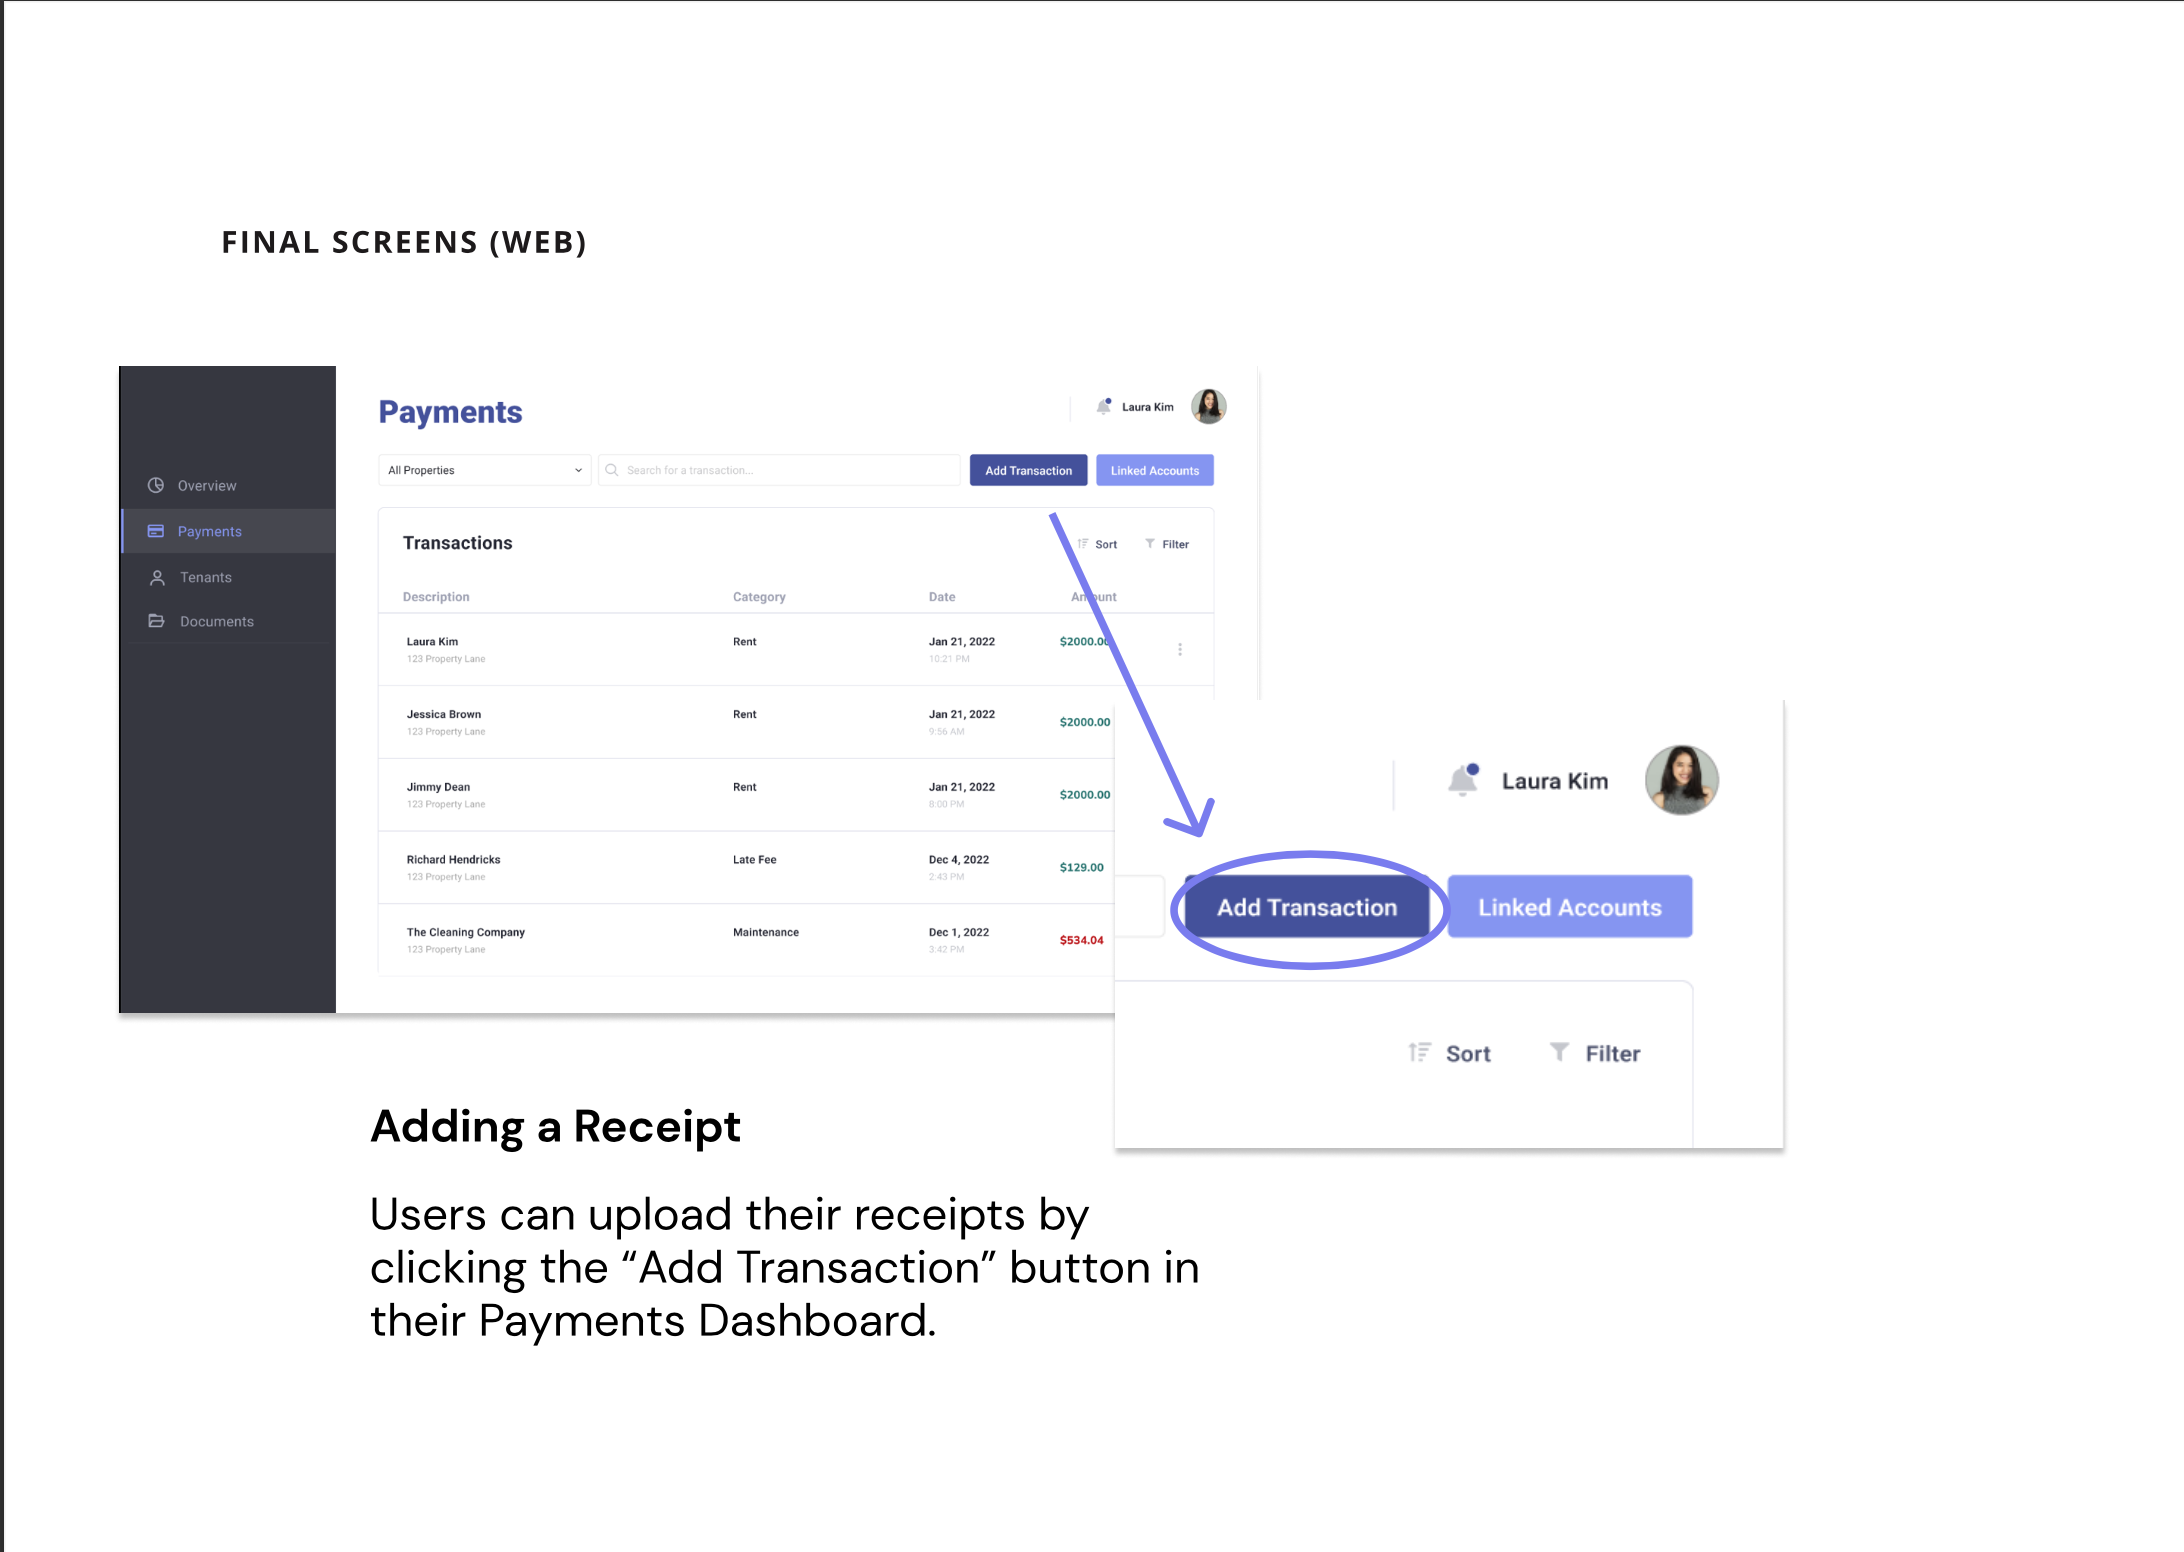 FINAL SCREENS (WEB)
Overview
Payments
Tenants
Documents
Payments
Laura Kim
All Properties
Search for a transaction...
Add Transaction
Linked Accounts
Transactions
Sort
Filter
Description Category Date Amount
Laura Kim Rent Jan 21, 2022 $2000.00
123 Property Lane 10:21 PM
Jessica Brown Rent Jan 21, 2022 $2000.00
123 Property Lane 9:56 AM
Jimmy Dean Rent Jan 21, 2022 $2000.00
123 Property Lane 8:00 PM
Richard Hendricks Late Fee Dec 4, 2022 $129.00
123 Property Lane 2:43 PM
The Cleaning Company Maintenance Dec 1, 2022 $534.04
123 Property Lane 3:42 PM
Laura Kim
Add Transaction
Linked Accounts
Sort
Filter
Adding a Receipt
Users can upload their receipts by
clicking the “Add Transaction” button in
their Payments Dashboard.